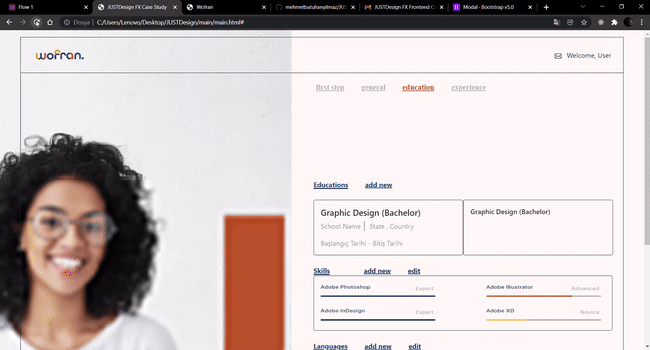 Flow 1
JUSTDesign FX Case Study
Wofran
mehmetbatuhanyilmaz/JUS
JUSTDesign FX Frontend C
Modal · Bootstrap v5.0
Dosya | C:/Users/Lenovo/Desktop/JUSTDesign/main/main.html#
wofran.
Welcome, User
first step general education experience
Educations add new
Graphic Design (Bachelor)
School Name | State , Country
Başlangıç Tarihi - Bitiş Tarihi
Graphic Design (Bachelor)
Skills add new edit
Adobe Photoshop Expert
Adobe Illustrator Advanced
Adobe InDesign Expert
Adobe XD Novice
Languages add new edit